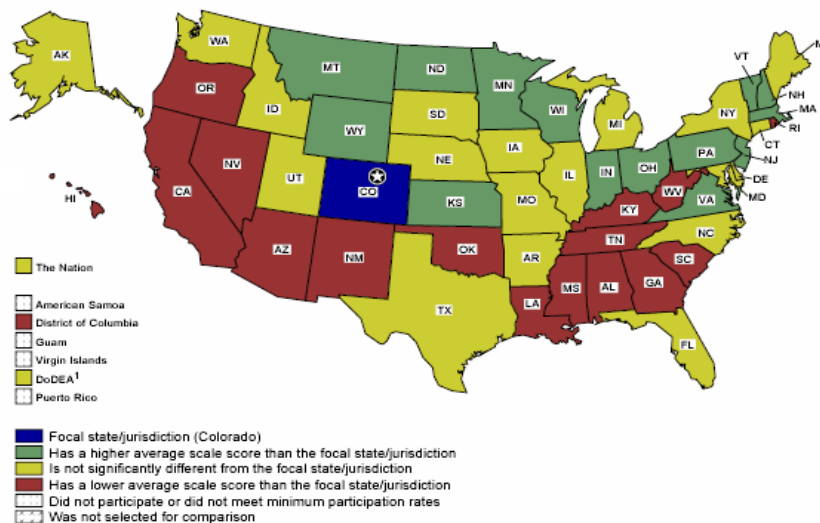 AK
WA
OR
CA
NV
ID
MT
WY
UT
CO
AZ
NM
ND
SD
NE
KS
OK
TX
MN
IA
MO
AR
LA
WI
IL
MI
IN
OH
KY
TN
MS
AL
GA
FL
SC
NC
VA
WV
PA
NY
VT
M
NH
MA
RI
CT
NJ
DE
MD
HI
The Nation
American Samoa
District of Columbia
Guam
Virgin Islands
DoDEA¹
Puerto Rico
Focal state/jurisdiction (Colorado)
Has a higher average scale score than the focal state/jurisdiction
Is not significantly different from the focal state/jurisdiction
Has a lower average scale score than the focal state/jurisdiction
Did not participate or did not meet minimum participation rates
Was not selected for comparison